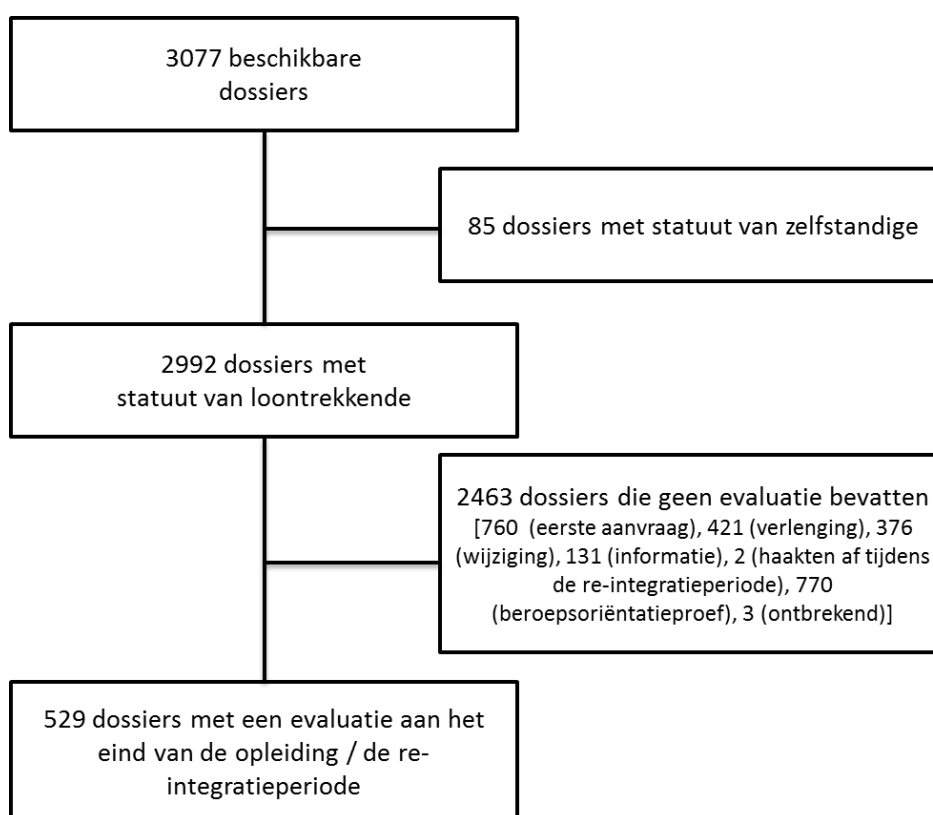 3077 beschikbare
dossiers
85 dossiers met statuut van zelfstandige
2992 dossiers met
statuut van loontrekkende
2463 dossiers die geen evaluatie bevatten
[760 (eerste aanvraag), 421 (verlenging), 376
(wijziging), 131 (informatie), 2 (haakten af tijdens
de re-integratieperiode), 770
(beroepsoriëntatieproef), 3 (ontbrekend)]
529 dossiers met een evaluatie aan het
eind van de opleiding / de re-
integratieperiode